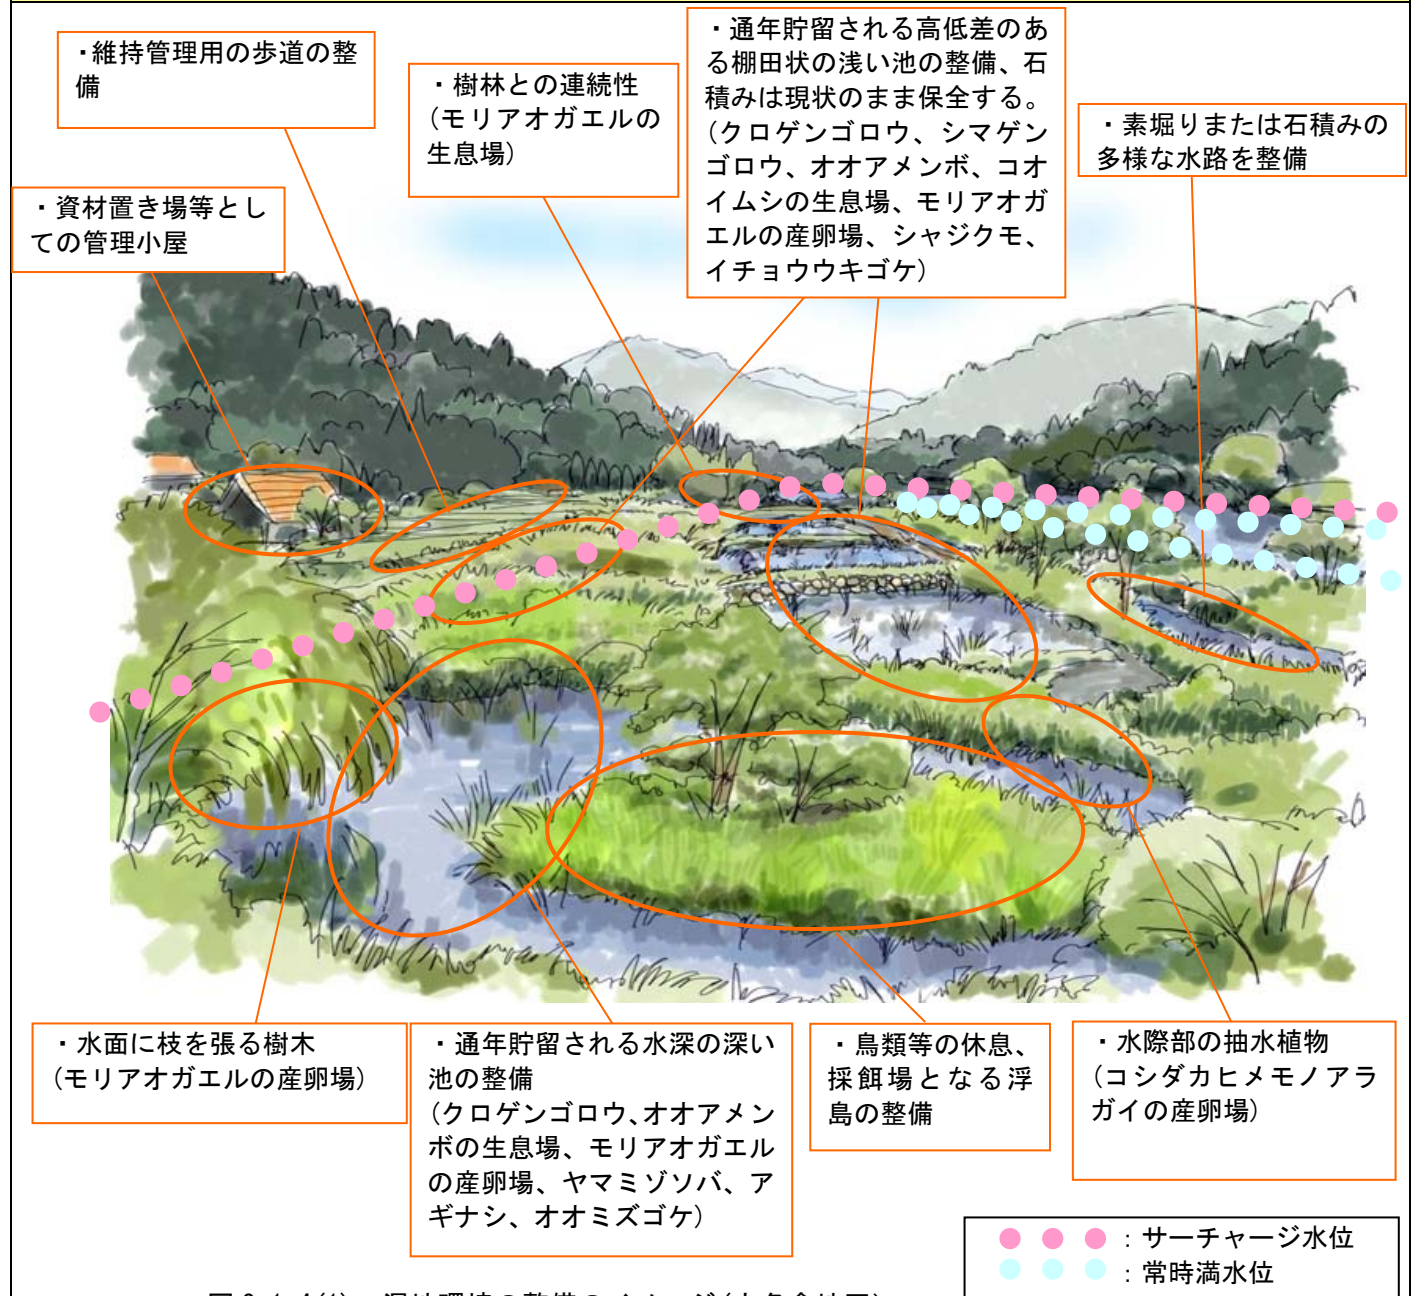 ・維持管理用の歩道の整
備
・樹林との連続性
(モリアオガエルの
生息場)
・通年貯留される高低差のあ
る棚田状の浅い池の整備、石
積みは現状のまま保全する。
(クロゲンゴロウ、シマゲン
ゴロウ、オオアメンボ、コオ
イムシの生息場、モリアオガ
エルの産卵場、シャジクモ、
イチョウウキゴケ)
・素堀りまたは石積みの
多様な水路を整備
・資材置き場等とし
ての管理小屋
・水面に枝を張る樹木
(モリアオガエルの産卵場)
・通年貯留される水深の深い
池の整備
(クロゲンゴロウ、オオアメン
ボの生息場、モリアオガエル
の産卵場、ヤマミゾソバ、ア
ギナシ、オオミズゴケ)
・鳥類等の休息、
採餌場となる浮
島の整備
・水際部の抽水植物
(コシダカヒメモノアラ
ガイの産卵場)
：サーチャージ水位
：常時満水位